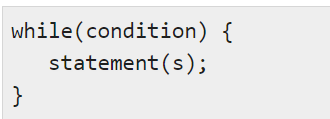 while(condition) {
   statement(s);
}